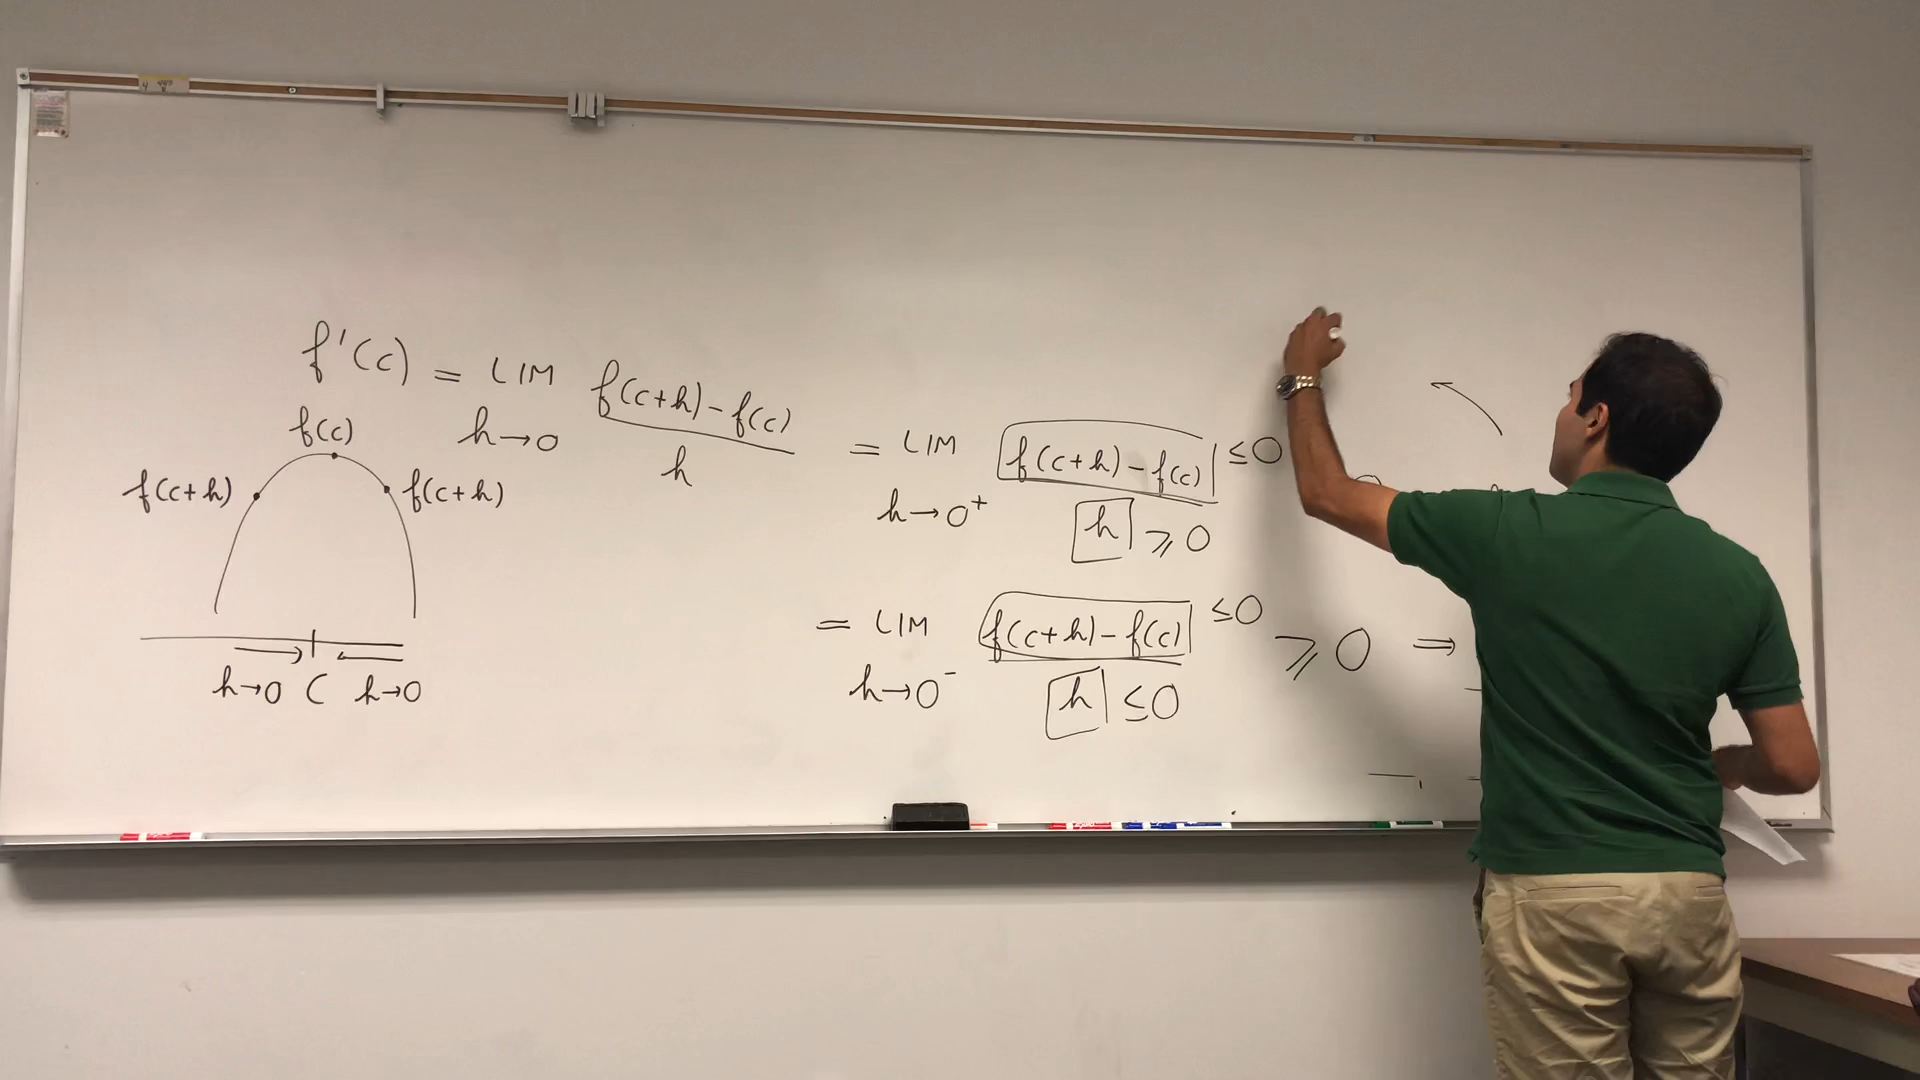 f'(c) = LIM f(c+h) - f(c)
h→0 h
f(c)
f(c+h) f(c+h)
h→0 C h→0
= LIM f(c+h) - f(c) ≤ 0
h→0⁺ h ⩾ 0
= LIM f(c+h) - f(c) ≤ 0 ⩾ 0 ⇒
h→0⁻ h ≤ 0